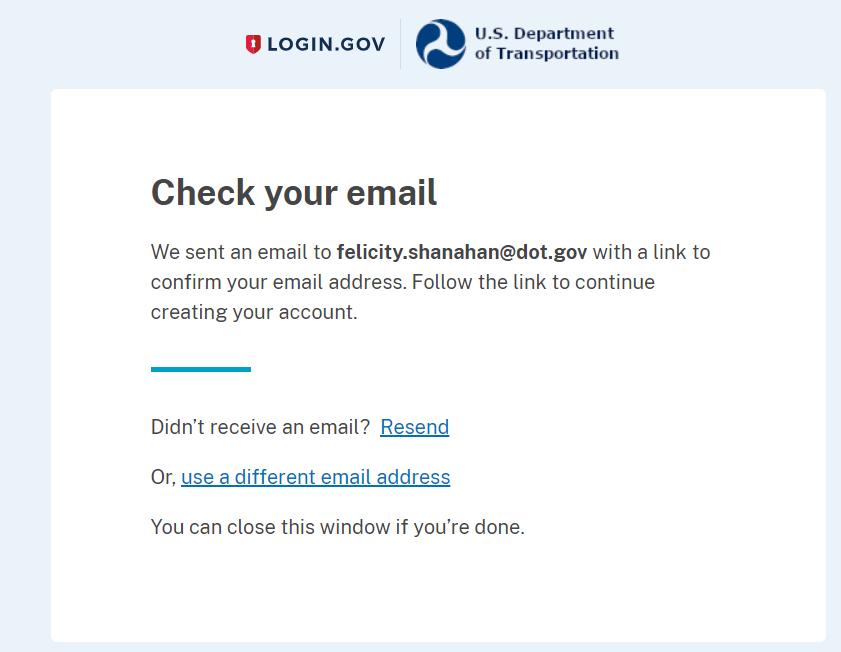 LOGIN.GOV
U.S. Department
of Transportation
Check your email
We sent an email to felicity.shanahan@dot.gov with a link to
confirm your email address. Follow the link to continue
creating your account.
Didn’t receive an email? Resend
Or, use a different email address
You can close this window if you’re done.